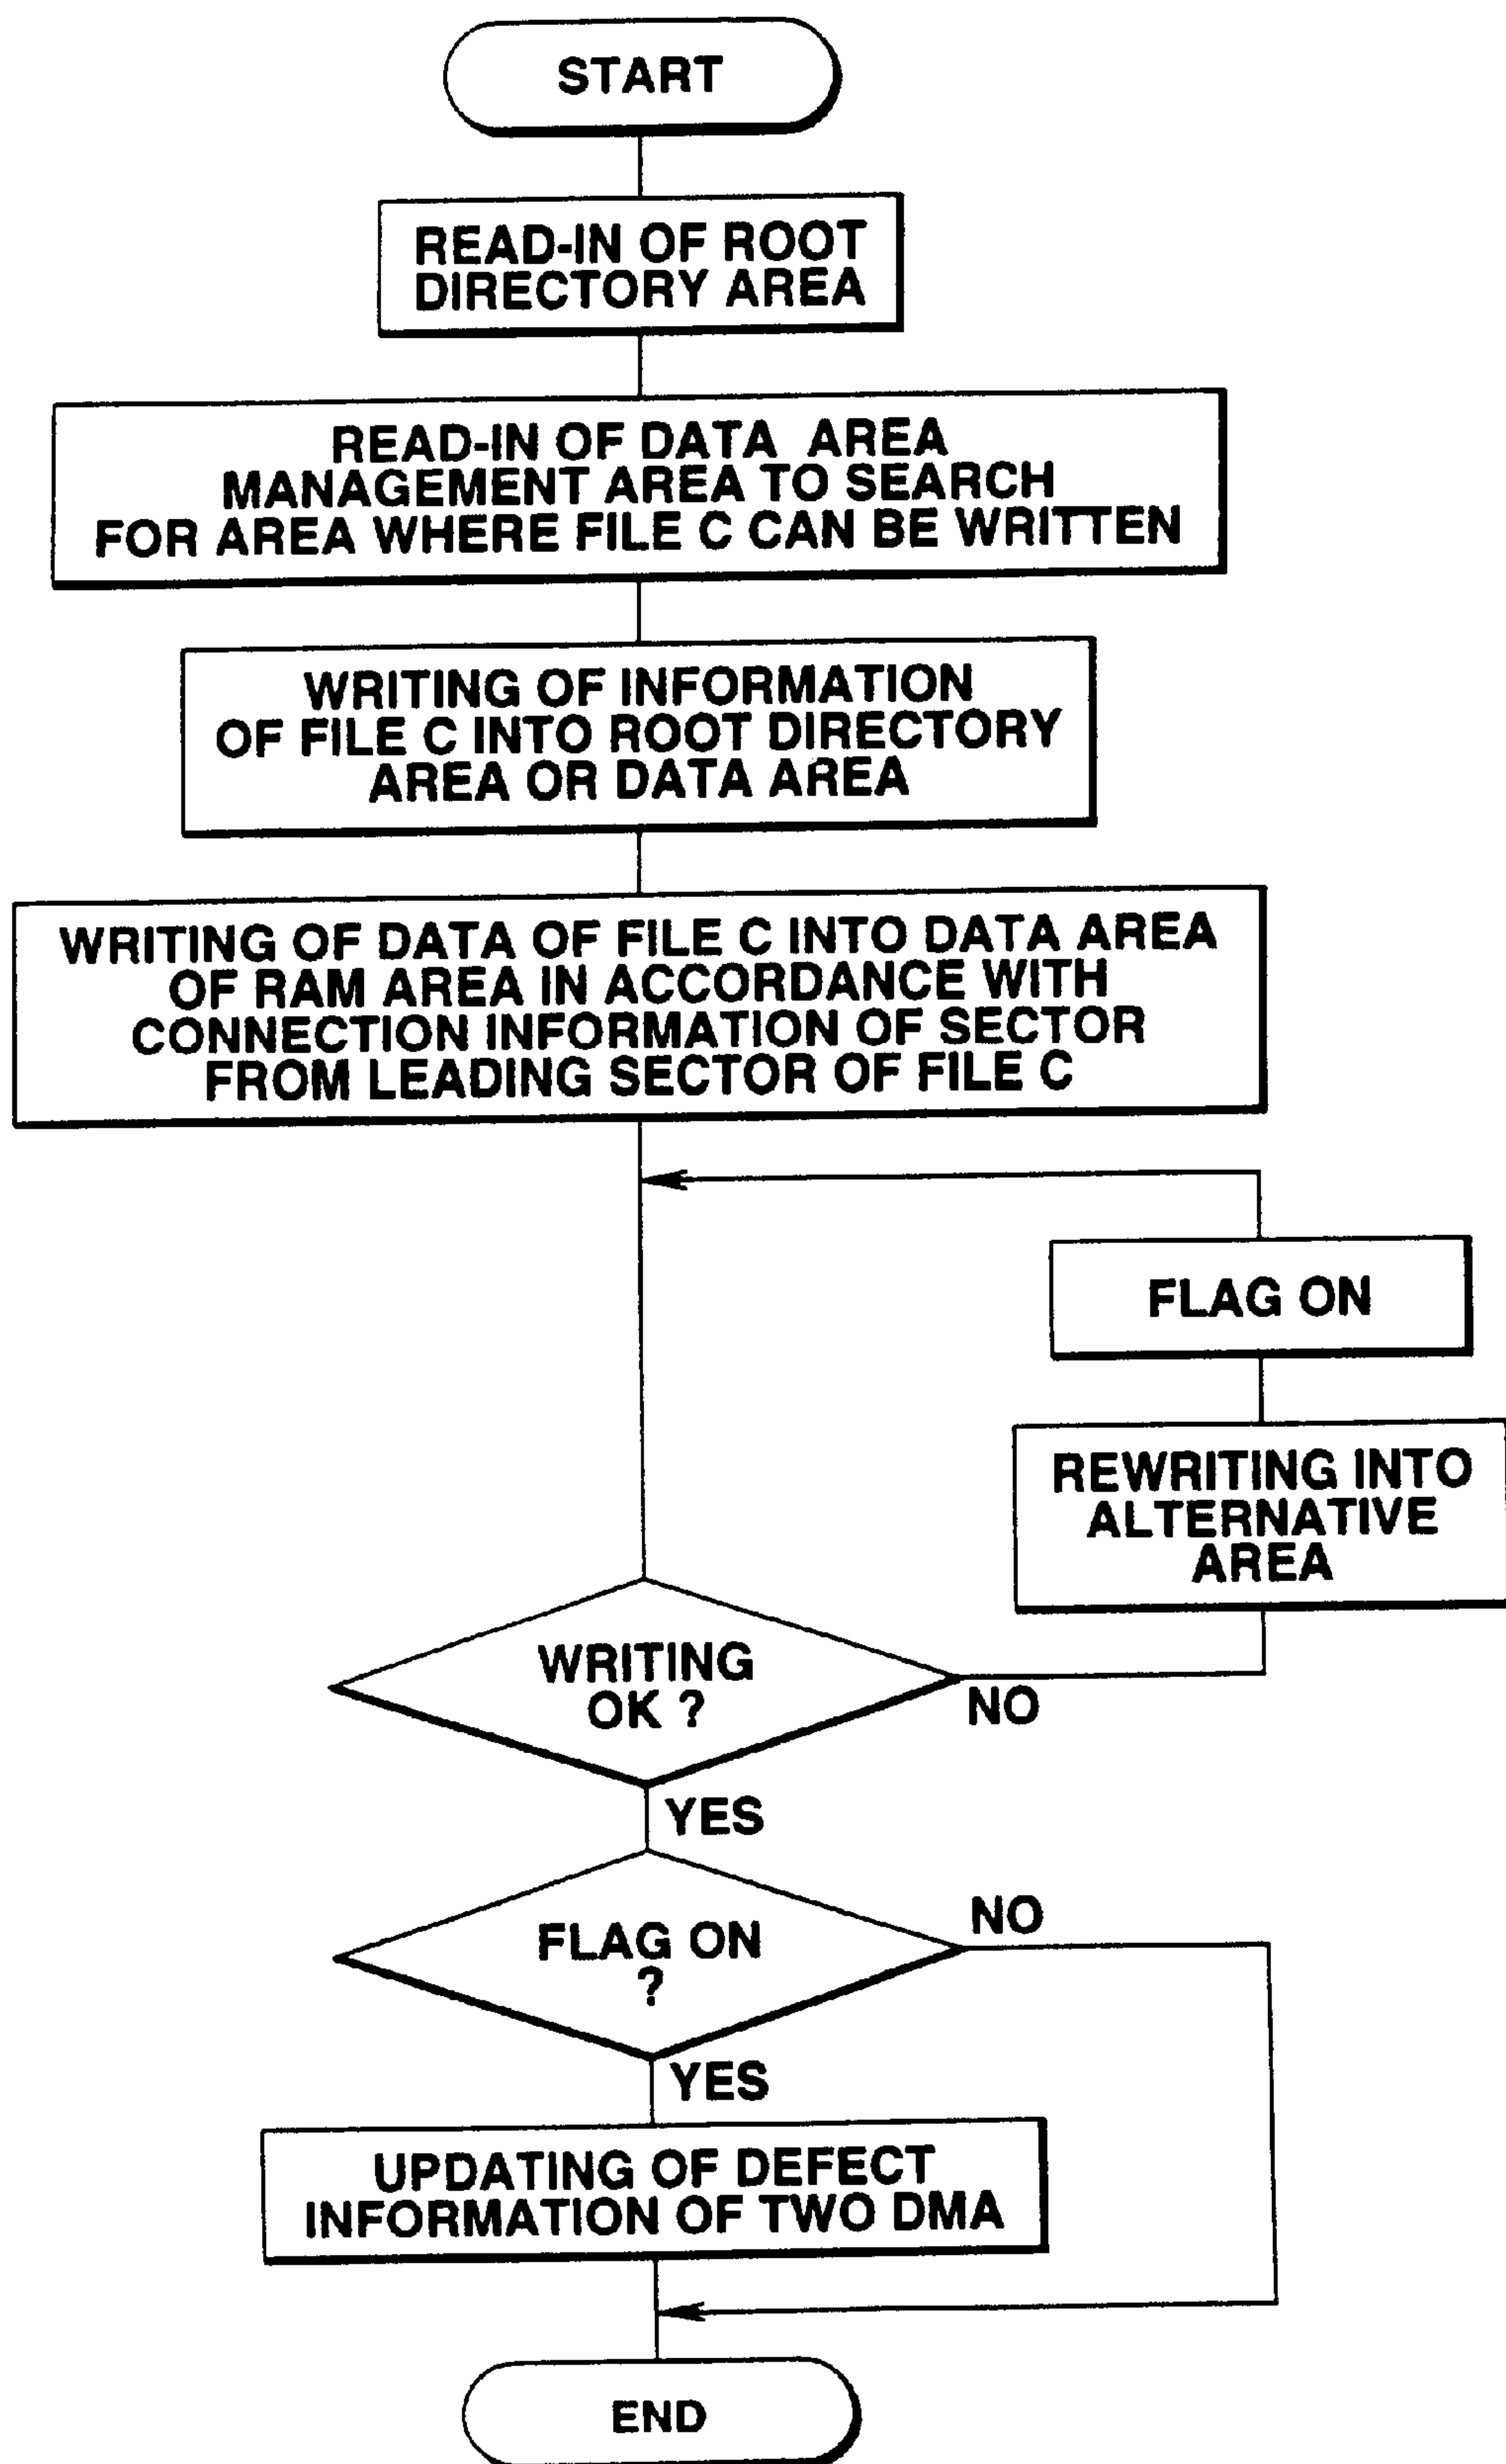 START
READ-IN OF ROOT
DIRECTORY AREA
READ-IN OF DATA AREA
MANAGEMENT AREA TO SEARCH
FOR AREA WHERE FILE C CAN BE WRITTEN
WRITING OF INFORMATION
OF FILE C INTO ROOT DIRECTORY
AREA OR DATA AREA
WRITING OF DATA OF FILE C INTO DATA AREA
OF RAM AREA IN ACCORDANCE WITH
CONNECTION INFORMATION OF SECTOR
FROM LEADING SECTOR OF FILE C
FLAG ON
REWRITING INTO
ALTERNATIVE
AREA
WRITING
OK ?
NO
YES
FLAG ON
?
NO
YES
UPDATING OF DEFECT
INFORMATION OF TWO DMA
END